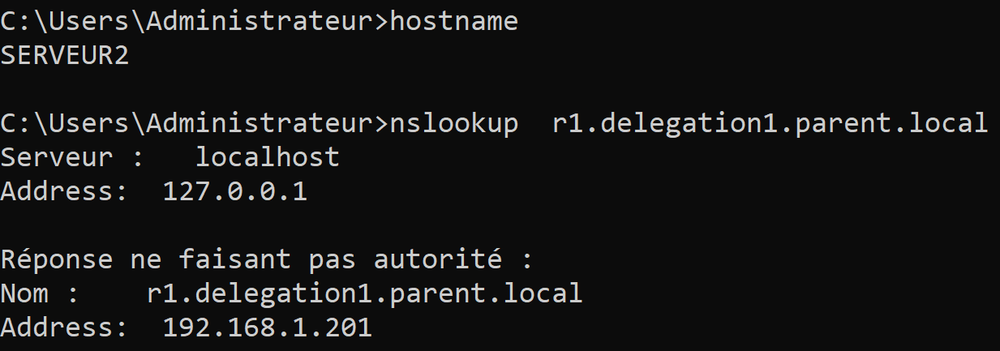 C:\Users\Administrateur>hostname
SERVEUR2
C:\Users\Administrateur>nslookup  r1.delegation1.parent.local
Serveur :   localhost
Address:  127.0.0.1
Réponse ne faisant pas autorité :
Nom :    r1.delegation1.parent.local
Address:  192.168.1.201